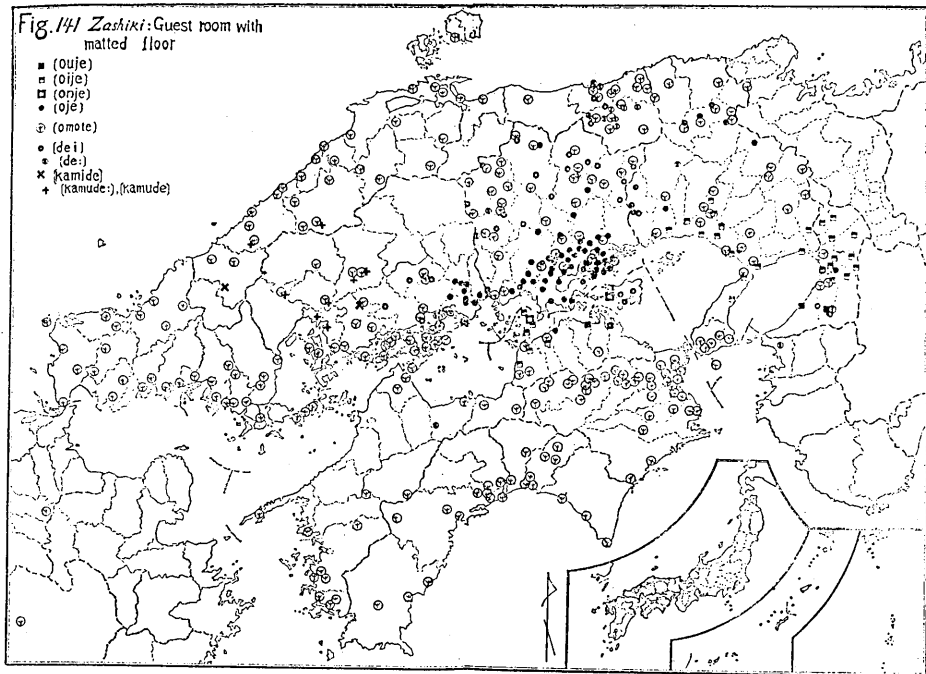 Fig. 141 Zashiki: Guest room with
matted floor
(ouje)
(oije)
(onje)
(oje)
(omote)
(dei)
(de:)
[kamide]
[kamude:], [kamude]